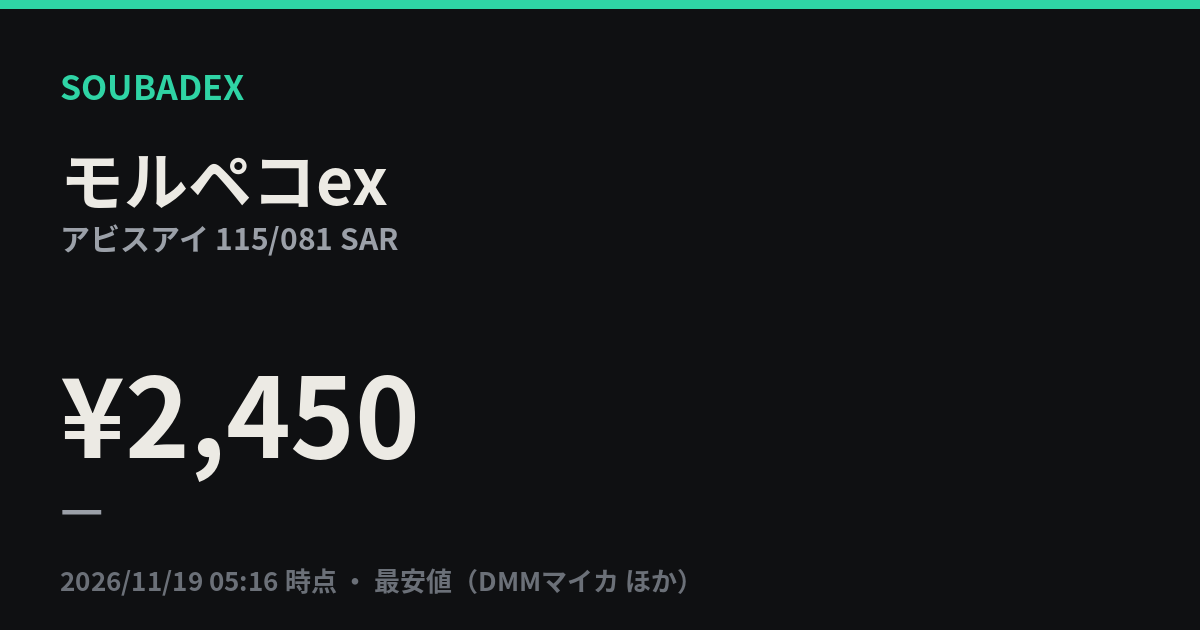 SOUBADEX
モルペコex
アビスアイ 115/081 SAR
¥2,450
—
2026/11/19 05:16 時点 ・ 最安値（DMMマイカ ほか）